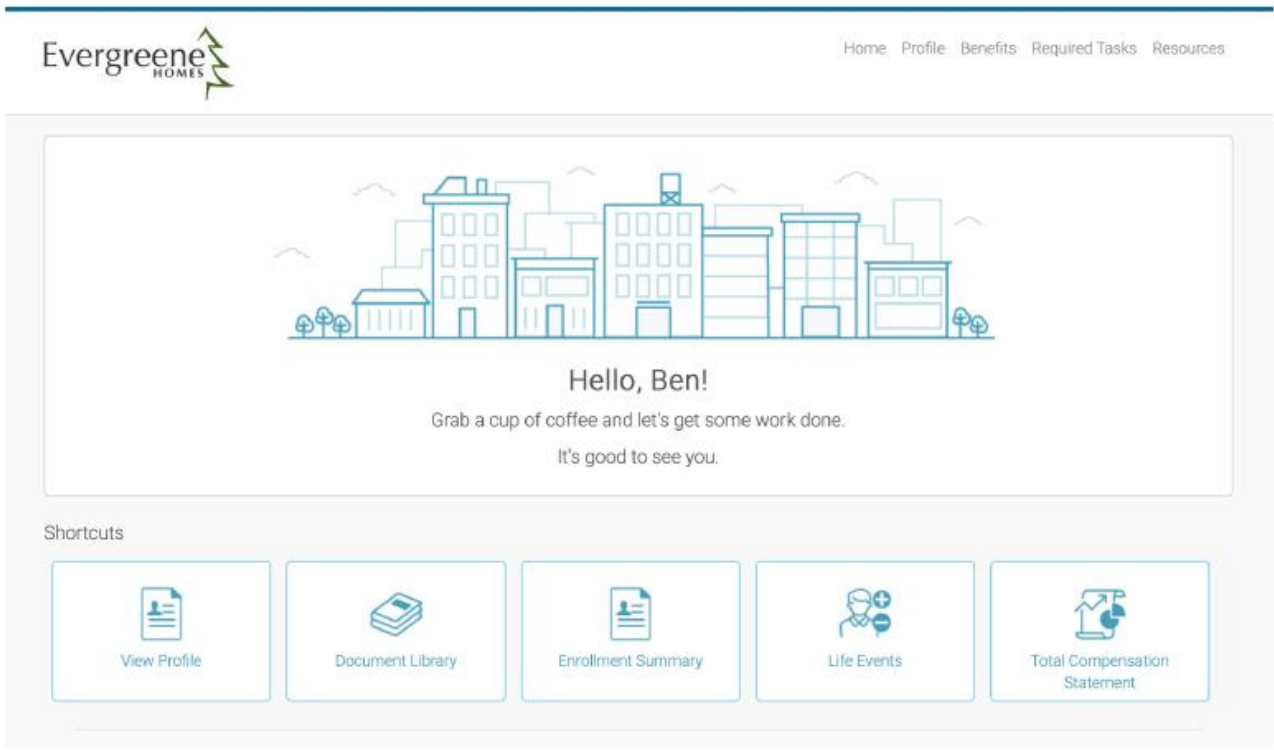 Evergreene
HOMES
Home Profile Benefits Required Tasks Resources
Hello, Ben!
Grab a cup of coffee and let's get some work done.
It's good to see you.
Shortcuts
View Profile
Document Library
Enrollment Summary
Life Events
Total Compensation
Statement